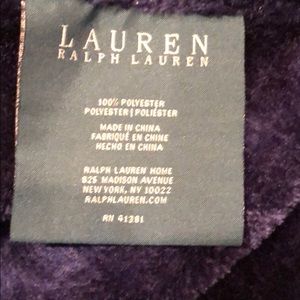 LAUREN
RALPH LAUREN
100% POLYESTER
POLYESTER | POLIÉSTER
MADE IN CHINA
FABRIQUÉ EN CHINE
HECHO EN CHINA
RALPH LAUREN HOME
625 MADISON AVENUE
NEW YORK, NY 10022
RALPHLAUREN.COM
RN 41381